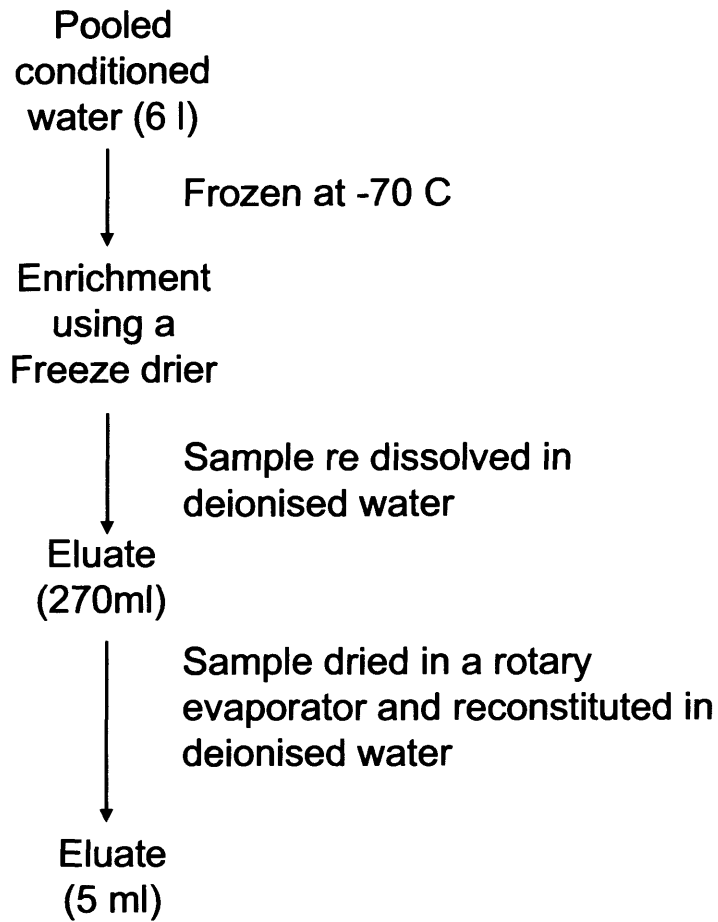 Pooled
conditioned
water (6 l)
Frozen at -70 C
Enrichment
using a
Freeze drier
Sample re dissolved in
deionised water
Eluate
(270ml)
Sample dried in a rotary
evaporator and reconstituted in
deionised water
Eluate
(5 ml)